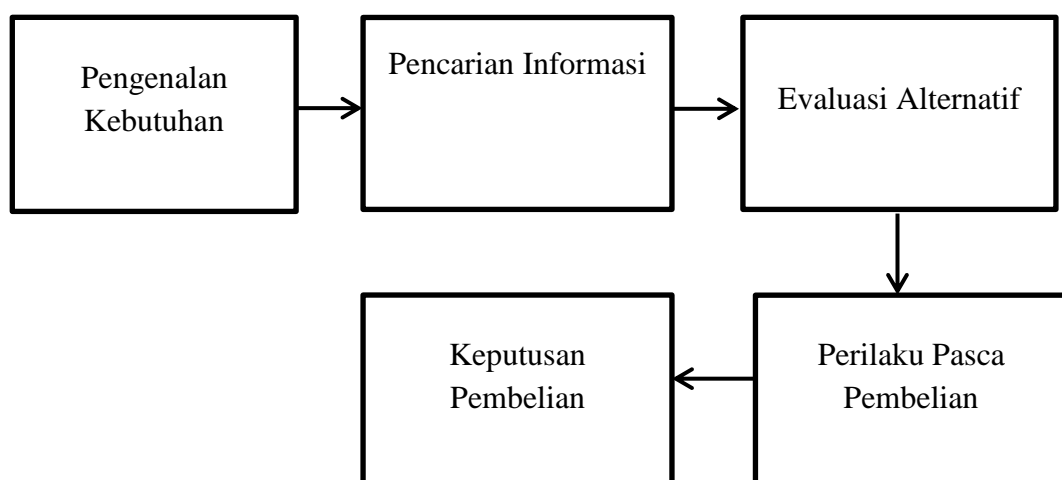 Pengenalan
Kebutuhan
Pencarian Informasi
Evaluasi Alternatif
Perilaku Pasca
Pembelian
Keputusan
Pembelian